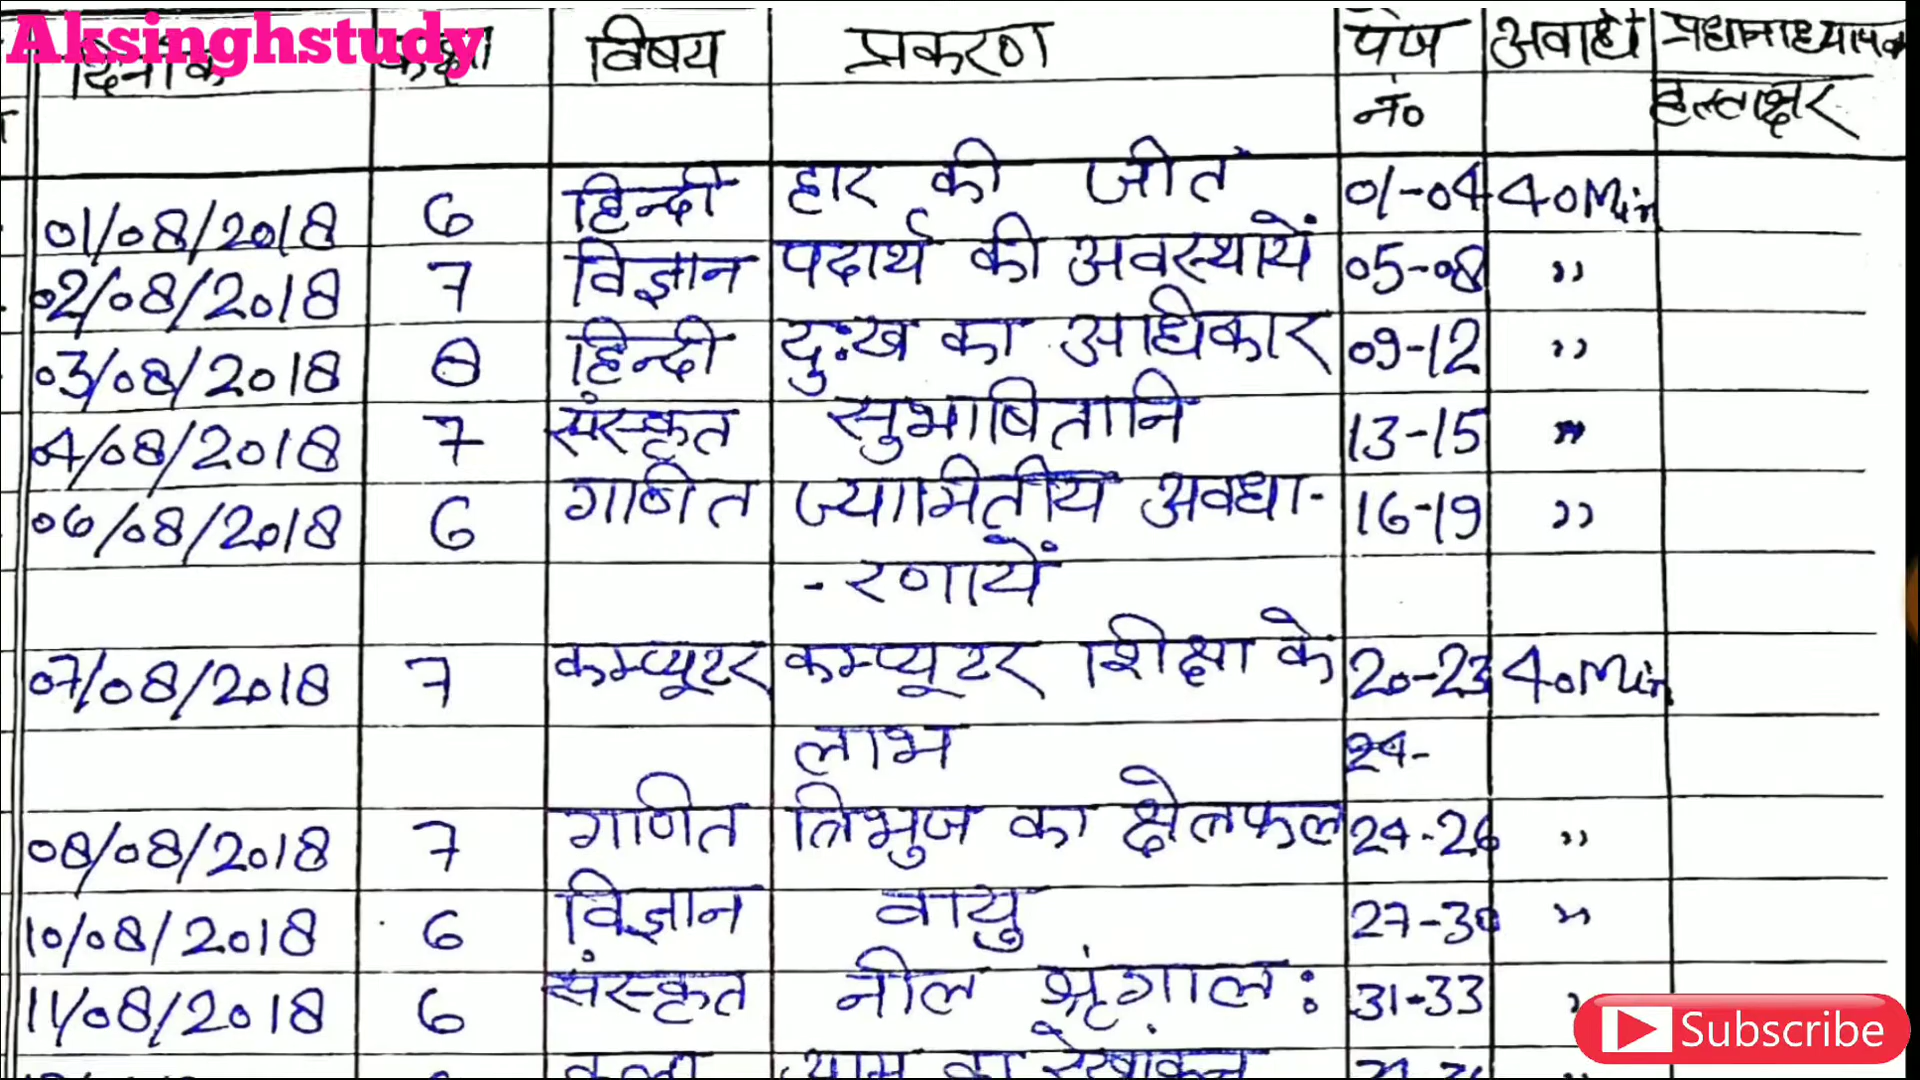 Aksinghstudy
दिनांक कक्षा विषय प्रकरण पेज अवधि प्रधानाध्यापक
नं० हस्ताक्षर
01/08/2018 6 हिन्दी हार की जीत 01-04 40Min
02/08/2018 7 विज्ञान पदार्थ की अवस्थायें 05-08 ,,
03/08/2018 8 हिन्दी दुःख का अधिकार 09-12 ,,
04/08/2018 7 संस्कृत सुभाषितानि 13-15 ,,
06/08/2018 6 गणित ज्यामितीय अवधा- 16-19 ,,
-रणायें
07/08/2018 7 कम्प्यूटर कम्प्यूटर शिक्षा के 20-23 40Min
लाभ 24-
08/08/2018 7 गणित त्रिभुज का क्षेत्रफल 24-26 ,,
10/08/2018 6 विज्ञान वायु 27-30 ,,
11/08/2018 6 संस्कृत नील श्रृंगालः 31-33 ,,
Subscribe
कला का रेखांकन